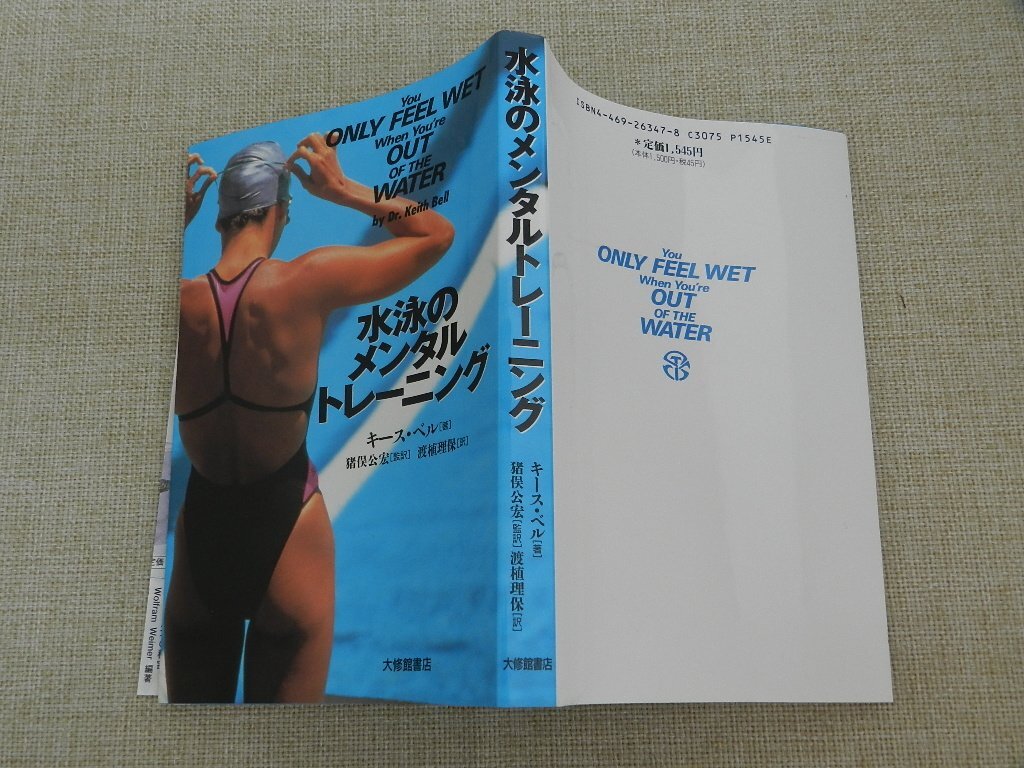 You
ONLY FEEL WET
When You're
OUT
OF THE
WATER
by Dr. Keith Bell
水泳の
メンタル
トレーニング
キース・ベル[著]
猪俣公宏[監訳] 渡植理保[訳]
大修館書店
水泳のメンタルトレーニング
キース・ベル[著]
猪俣公宏[監訳]渡植理保[訳]
大修館書店
ISBN4-469-26347-8 C3075 P1545E
*定価1,545円
(本体1,500円・税45円)
You
ONLY FEEL WET
When You're
OUT
OF THE
WATER
定価
Wolfram Weimer 編著